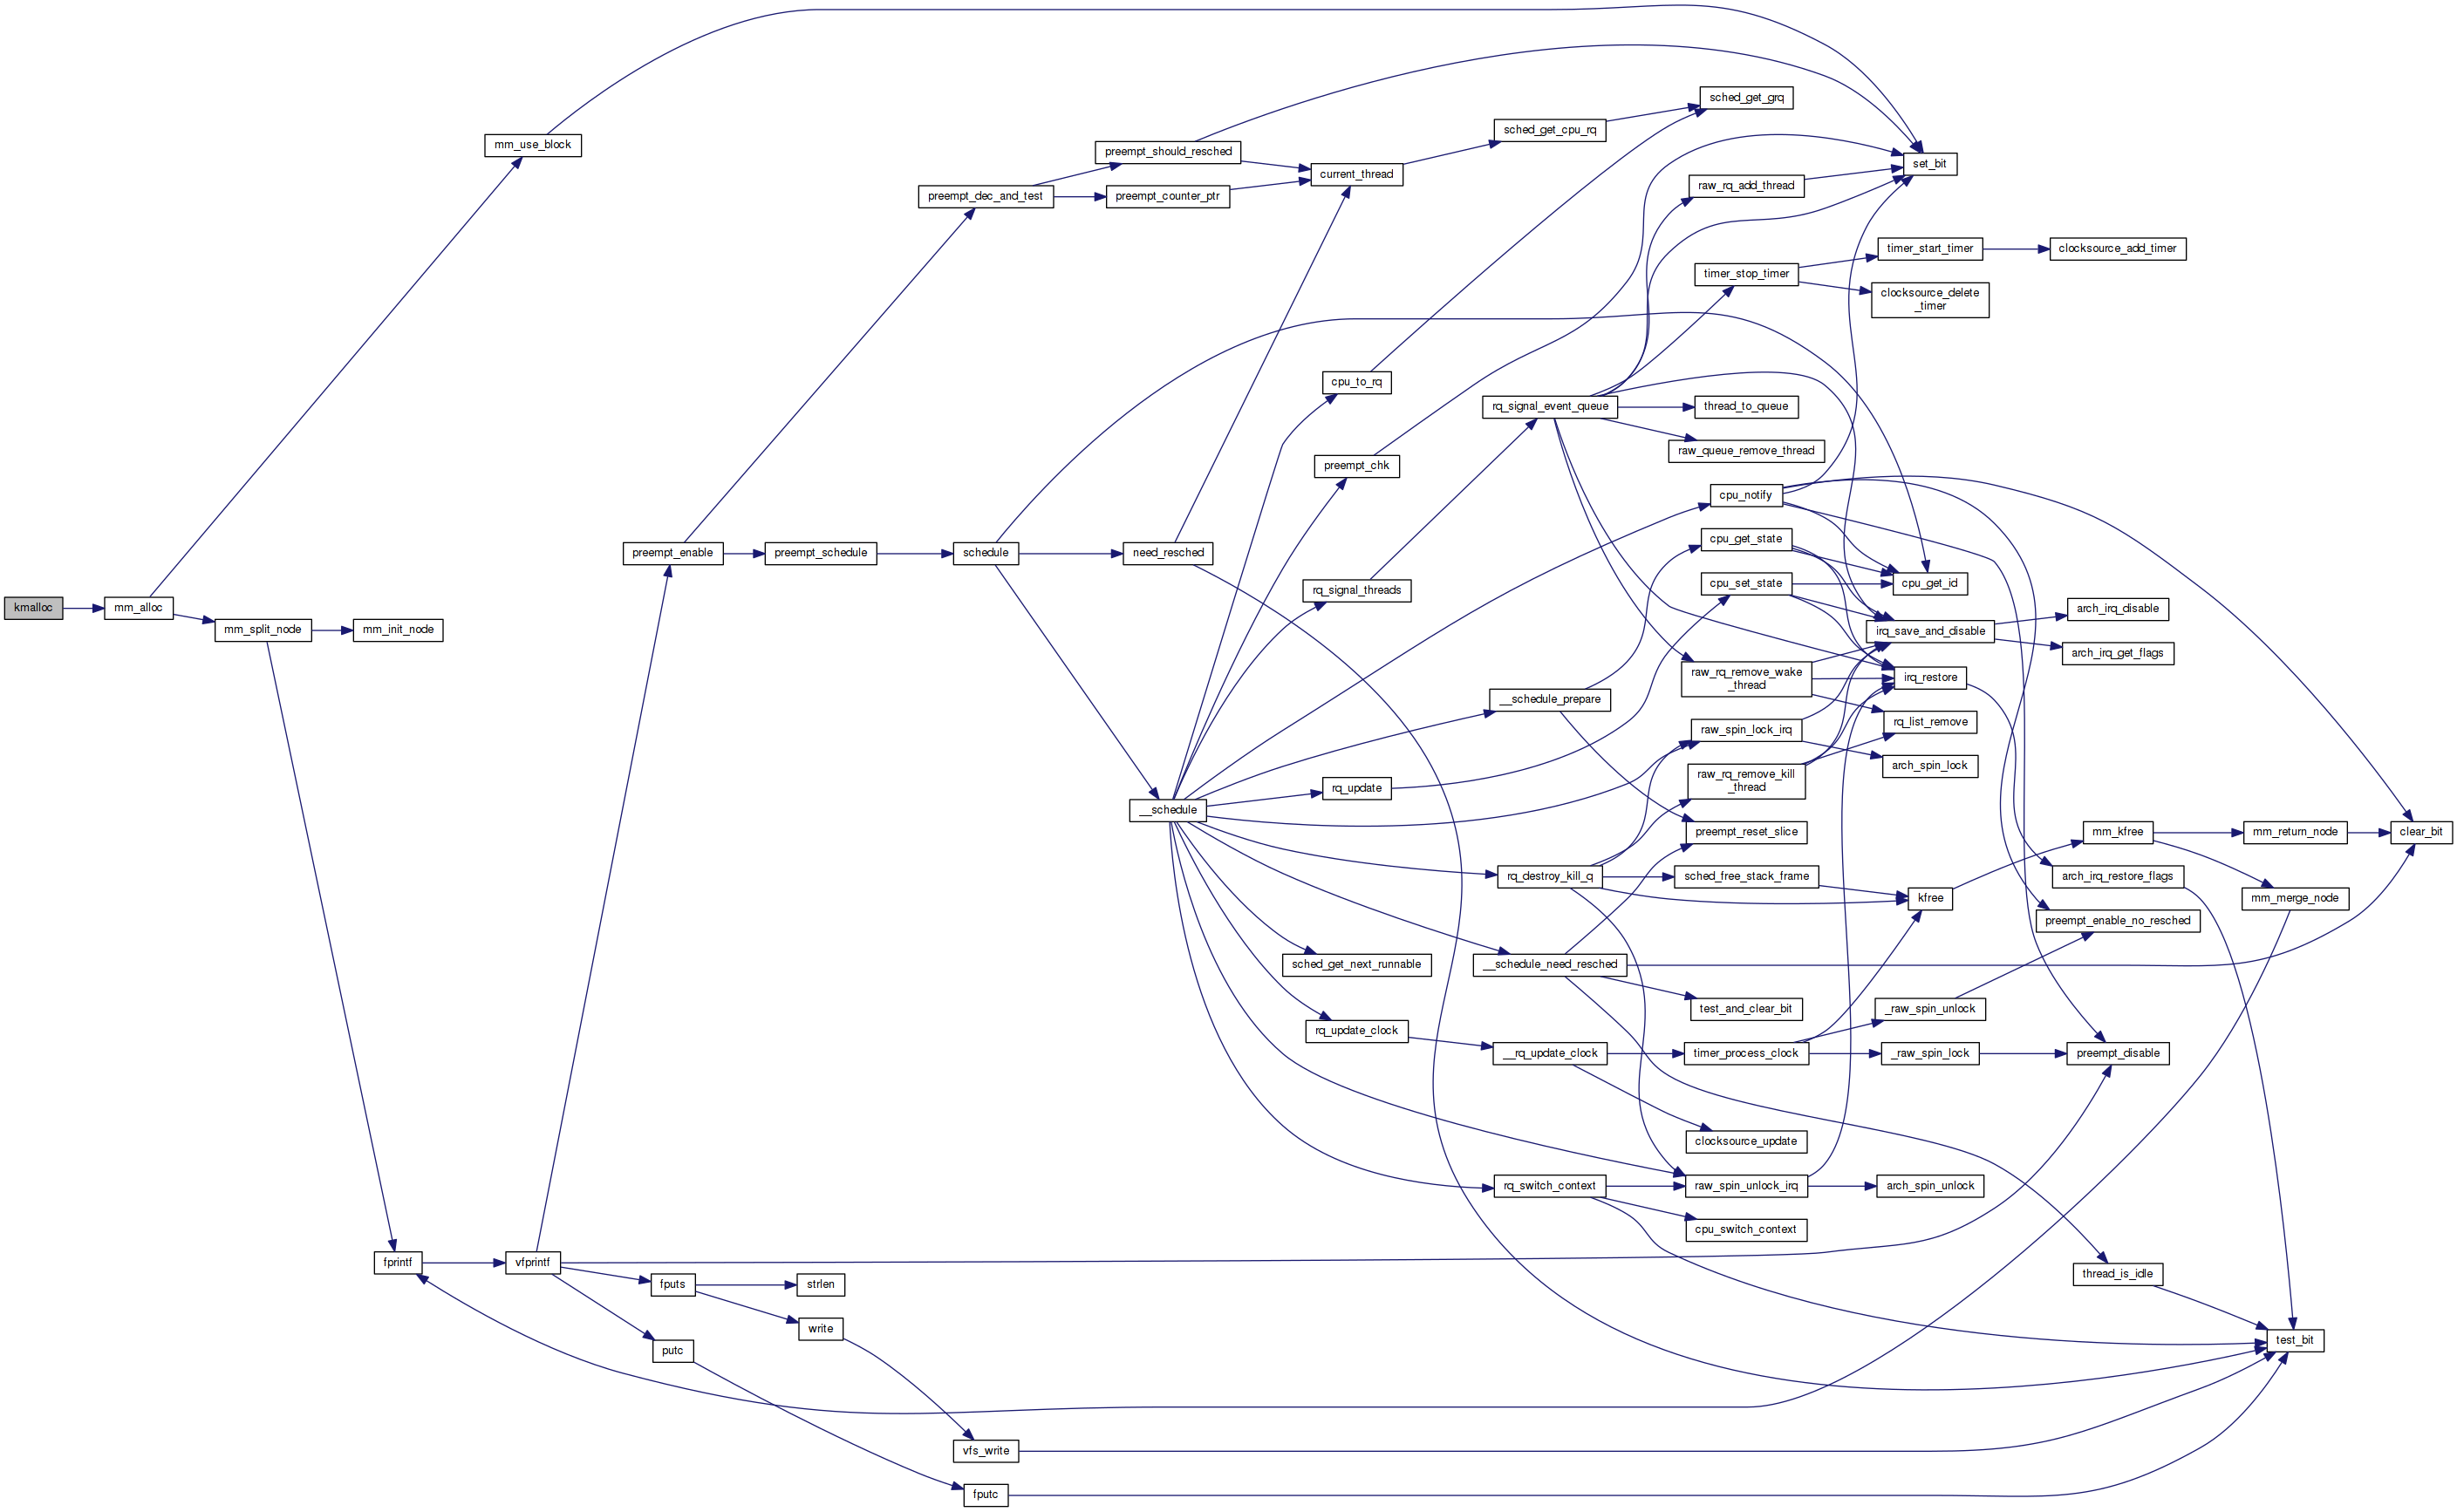 kmalloc
mm_alloc
mm_use_block
mm_split_node
mm_init_node
fprintf
vfprintf
preempt_enable
fputs
putc
preempt_schedule
strlen
write
preempt_dec_and_test
schedule
vfs_write
fputc
preempt_should_resched
preempt_counter_ptr
need_resched
__schedule
current_thread
cpu_to_rq
preempt_chk
rq_signal_threads
rq_update
sched_get_next_runnable
rq_update_clock
sched_get_cpu_rq
rq_signal_event_queue
__schedule_prepare
rq_destroy_kill_q
__schedule_need_resched
__rq_update_clock
rq_switch_context
sched_get_grq
raw_rq_add_thread
timer_stop_timer
thread_to_queue
raw_queue_remove_thread
cpu_notify
cpu_get_state
cpu_set_state
raw_rq_remove_wake
_thread
raw_spin_lock_irq
raw_rq_remove_kill
_thread
preempt_reset_slice
sched_free_stack_frame
test_and_clear_bit
timer_process_clock
clocksource_update
raw_spin_unlock_irq
cpu_switch_context
set_bit
timer_start_timer
clocksource_delete
_timer
cpu_get_id
irq_save_and_disable
irq_restore
rq_list_remove
arch_spin_lock
kfree
_raw_spin_unlock
_raw_spin_lock
arch_spin_unlock
clocksource_add_timer
arch_irq_disable
arch_irq_get_flags
mm_kfree
arch_irq_restore_flags
preempt_enable_no_resched
preempt_disable
thread_is_idle
mm_return_node
mm_merge_node
test_bit
clear_bit